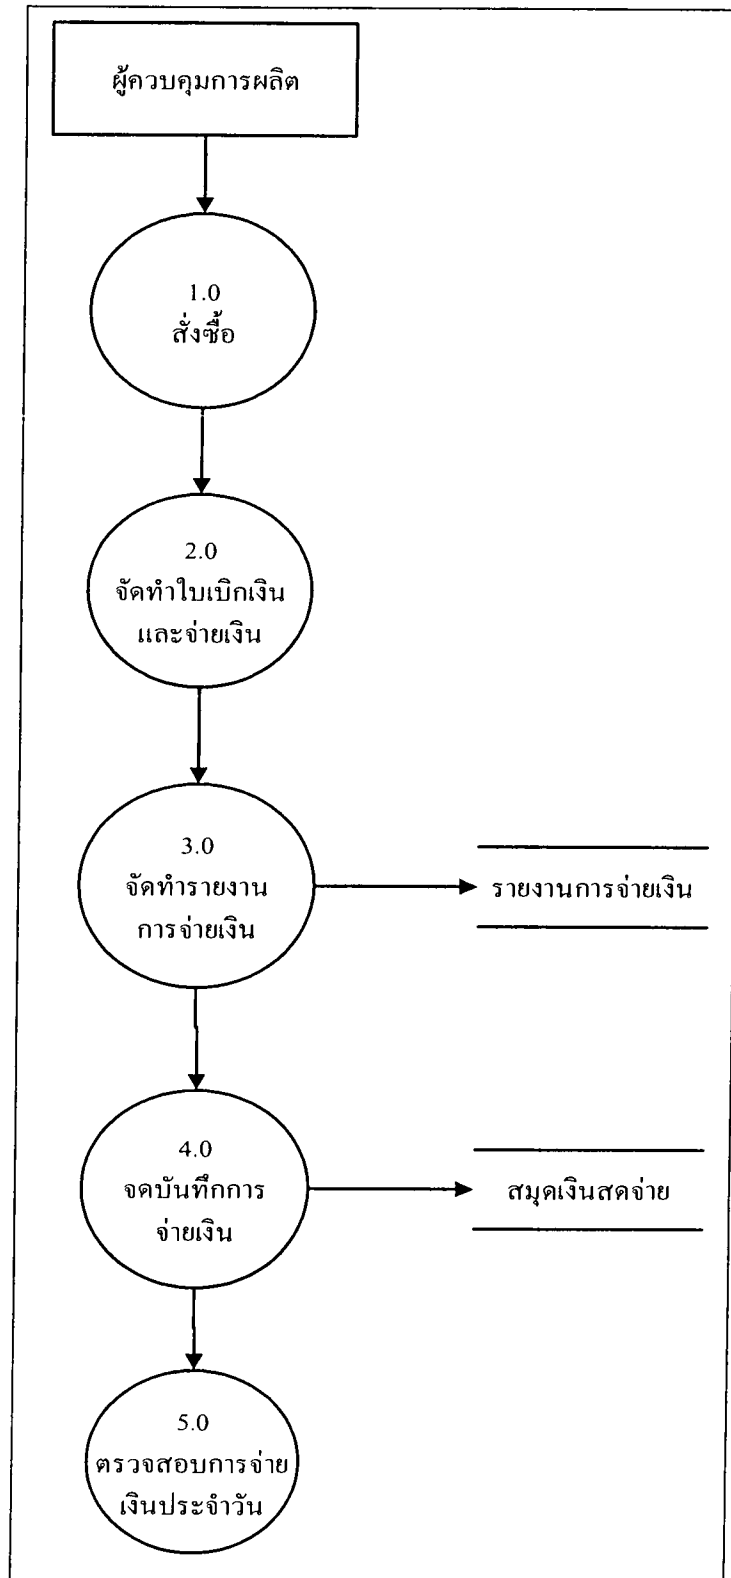 ผู้ควบคุมการผลิต
1.0
สั่งซื้อ
2.0
จัดทำใบเบิกเงิน
และจ่ายเงิน
3.0
จัดทำรายงาน
การจ่ายเงิน
รายงานการจ่ายเงิน
4.0
จดบันทึกการ
จ่ายเงิน
สมุดเงินสดจ่าย
5.0
ตรวจสอบการจ่าย
เงินประจำวัน